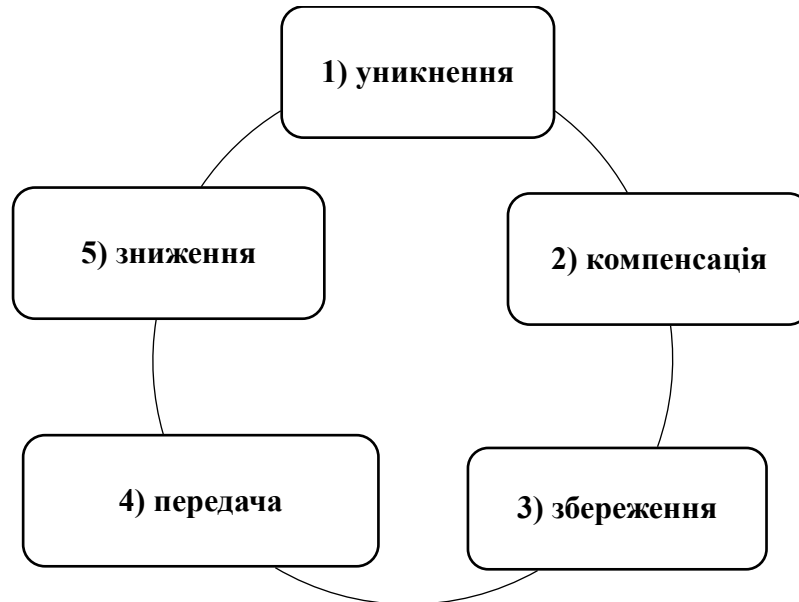 1) уникнення
2) компенсація
3) збереження
4) передача
5) зниження